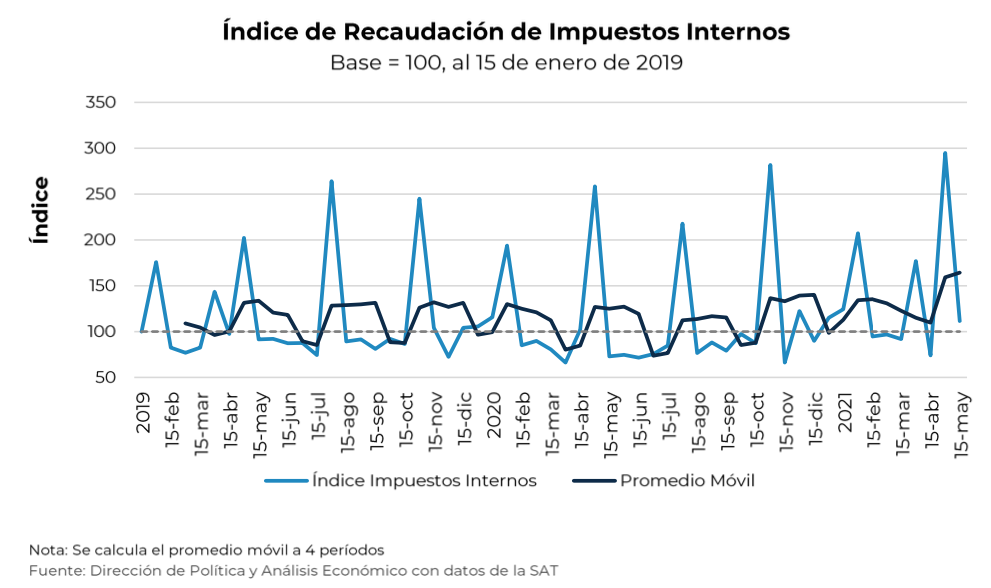 Índice de Recaudación de Impuestos Internos
Base = 100, al 15 de enero de 2019
Índice
350
300
250
200
150
100
50
2019
15-feb
15-mar
15-abr
15-may
15-jun
15-jul
15-ago
15-sep
15-oct
15-nov
15-dic
2020
15-feb
15-mar
15-abr
15-may
15-jun
15-jul
15-ago
15-sep
15-oct
15-nov
15-dic
2021
15-feb
15-mar
15-abr
15-may
Índice Impuestos Internos
Promedio Móvil
Nota: Se calcula el promedio móvil a 4 períodos
Fuente: Dirección de Política y Análisis Económico con datos de la SAT